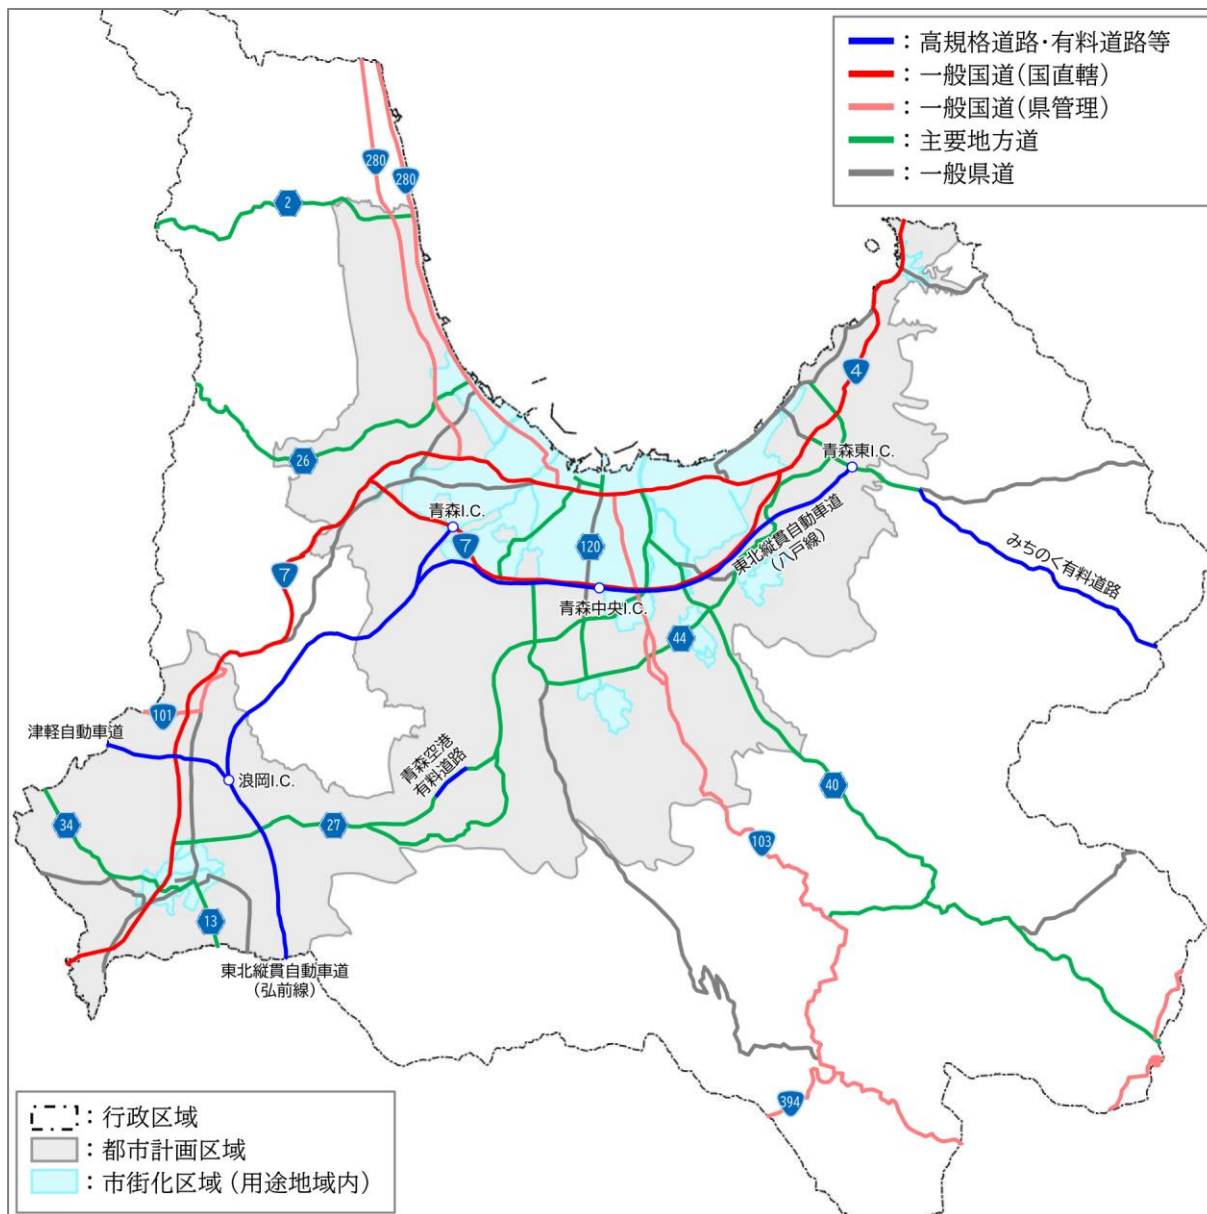 ：高規格道路・有料道路等
：一般国道（国直轄）
：一般国道（県管理）
：主要地方道
：一般県道
280
280
2
4
26
青森東I.C.
青森I.C.
7
120
東北縦貫自動車道
（八戸線）
みちのく有料道路
7
青森中央I.C.
44
101
津軽自動車道
浪岡I.C.
青森空港
有料道路
40
34
27
103
13
東北縦貫自動車道
（弘前線）
394
：行政区域
：都市計画区域
：市街化区域（用途地域内）